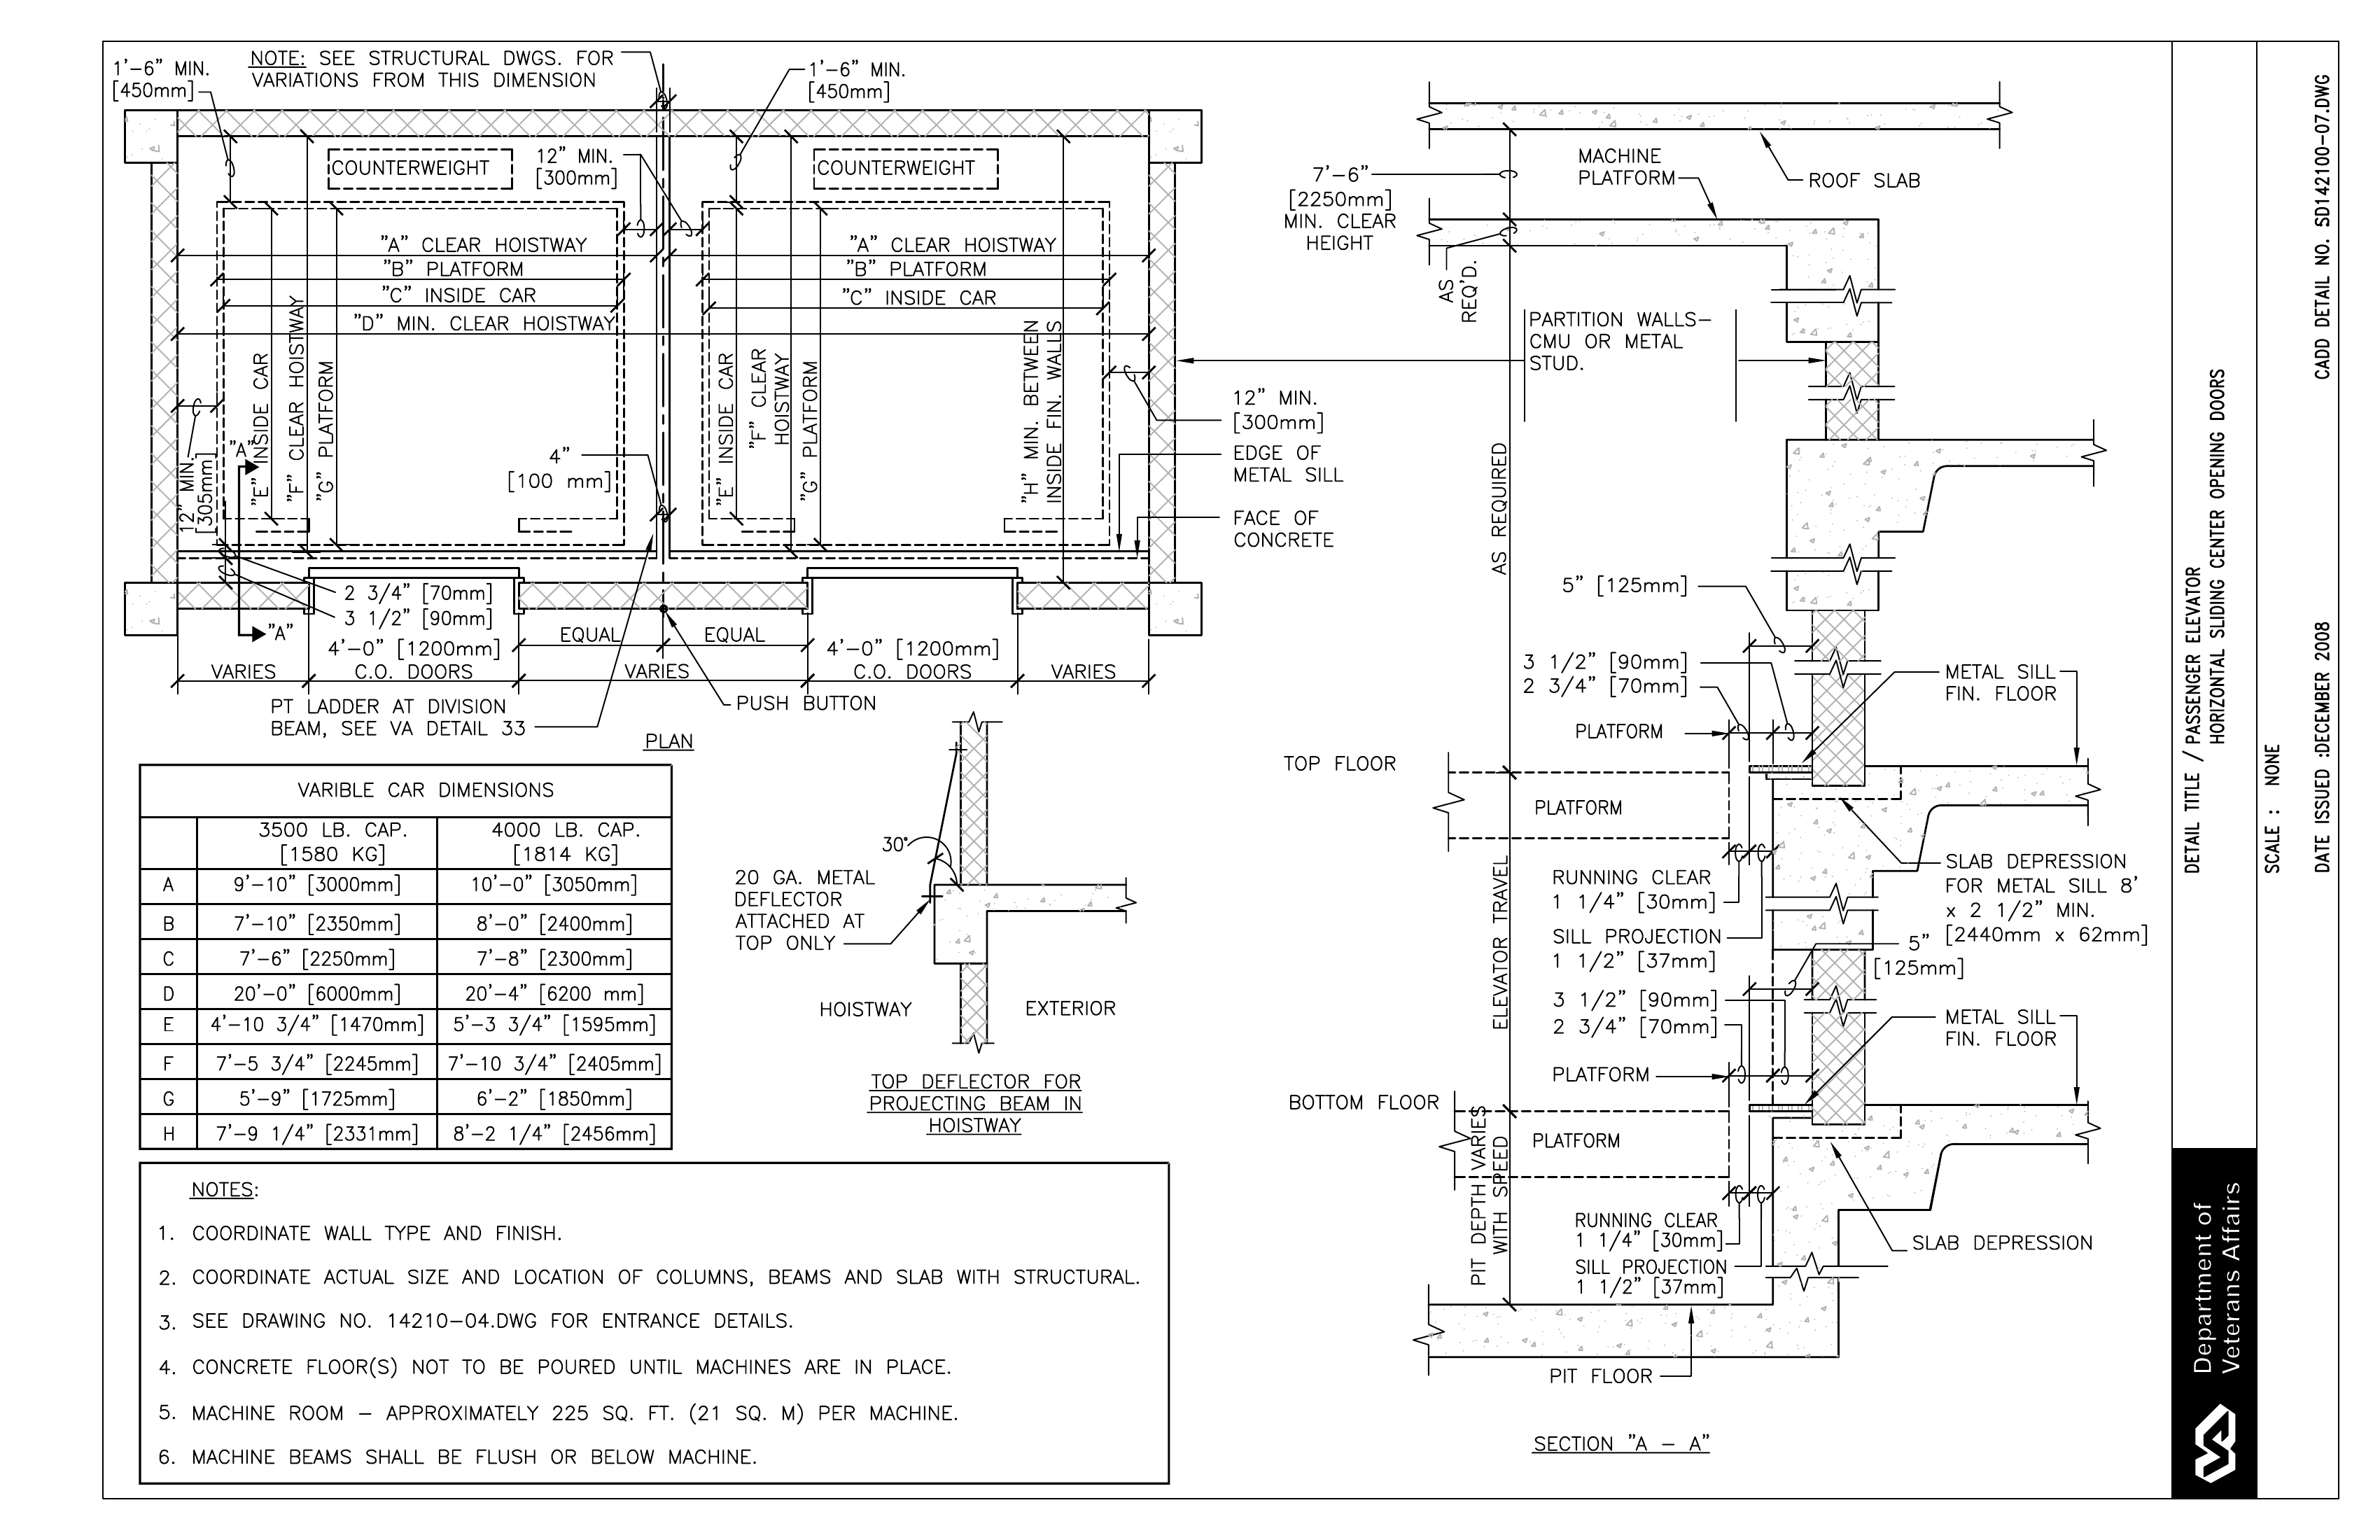 NOTE: SEE STRUCTURAL DWGS. FOR
VARIATIONS FROM THIS DIMENSION
1'-6" MIN.
[450mm]
1'-6" MIN.
[450mm]
COUNTERWEIGHT
12" MIN.
[300mm]
COUNTERWEIGHT
"A" CLEAR HOISTWAY
"B" PLATFORM
"C" INSIDE CAR
"D" MIN. CLEAR HOISTWAY
"A" CLEAR HOISTWAY
"B" PLATFORM
"C" INSIDE CAR
"E" INSIDE CAR
"F" CLEAR HOISTWAY
"G" PLATFORM
"E" INSIDE CAR
"F" CLEAR
HOISTWAY
"G" PLATFORM
"H" MIN. BETWEEN
INSIDE FIN. WALLS
12" MIN.
[305mm]
"A"
4"
[100 mm]
12" MIN.
[300mm]
EDGE OF
METAL SILL
FACE OF
CONCRETE
2 3/4" [70mm]
3 1/2" [90mm]
"A"
4'-0" [1200mm]
C.O. DOORS
EQUAL
EQUAL
4'-0" [1200mm]
C.O. DOORS
VARIES
VARIES
VARIES
PT LADDER AT DIVISION
BEAM, SEE VA DETAIL 33
PUSH BUTTON
PLAN
VARIBLE CAR DIMENSIONS
3500 LB. CAP.
[1580 KG]
4000 LB. CAP.
[1814 KG]
A 9'-10" [3000mm] 10'-0" [3050mm]
B 7'-10" [2350mm] 8'-0" [2400mm]
C 7'-6" [2250mm] 7'-8" [2300mm]
D 20'-0" [6000mm] 20'-4" [6200 mm]
E 4'-10 3/4" [1470mm] 5'-3 3/4" [1595mm]
F 7'-5 3/4" [2245mm] 7'-10 3/4" [2405mm]
G 5'-9" [1725mm] 6'-2" [1850mm]
H 7'-9 1/4" [2331mm] 8'-2 1/4" [2456mm]
30°
20 GA. METAL
DEFLECTOR
ATTACHED AT
TOP ONLY
HOISTWAY
EXTERIOR
TOP DEFLECTOR FOR
PROJECTING BEAM IN
HOISTWAY
NOTES:
1. COORDINATE WALL TYPE AND FINISH.
2. COORDINATE ACTUAL SIZE AND LOCATION OF COLUMNS, BEAMS AND SLAB WITH STRUCTURAL.
3. SEE DRAWING NO. 14210-04.DWG FOR ENTRANCE DETAILS.
4. CONCRETE FLOOR(S) NOT TO BE POURED UNTIL MACHINES ARE IN PLACE.
5. MACHINE ROOM - APPROXIMATELY 225 SQ. FT. (21 SQ. M) PER MACHINE.
6. MACHINE BEAMS SHALL BE FLUSH OR BELOW MACHINE.
7'-6"
[2250mm]
MIN. CLEAR
HEIGHT
MACHINE
PLATFORM
ROOF SLAB
AS
REQ'D.
PARTITION WALLS-
CMU OR METAL
STUD.
AS REQUIRED
5" [125mm]
3 1/2" [90mm]
2 3/4" [70mm]
METAL SILL
FIN. FLOOR
PLATFORM
TOP FLOOR
PLATFORM
RUNNING CLEAR
1 1/4" [30mm]
SILL PROJECTION
1 1/2" [37mm]
SLAB DEPRESSION
FOR METAL SILL 8'
x 2 1/2" MIN.
[2440mm x 62mm]
5"
[125mm]
ELEVATOR TRAVEL
3 1/2" [90mm]
2 3/4" [70mm]
METAL SILL
FIN. FLOOR
PLATFORM
BOTTOM FLOOR
PLATFORM
PIT DEPTH VARIES
WITH SPEED
RUNNING CLEAR
1 1/4" [30mm]
SILL PROJECTION
1 1/2" [37mm]
SLAB DEPRESSION
PIT FLOOR
SECTION "A - A"
DETAIL TITLE / PASSENGER ELEVATOR
HORIZONTAL SLIDING CENTER OPENING DOORS
SCALE : NONE
DATE ISSUED :DECEMBER 2008
CADD DETAIL NO. SD142100-07.DWG
Department of
Veterans Affairs